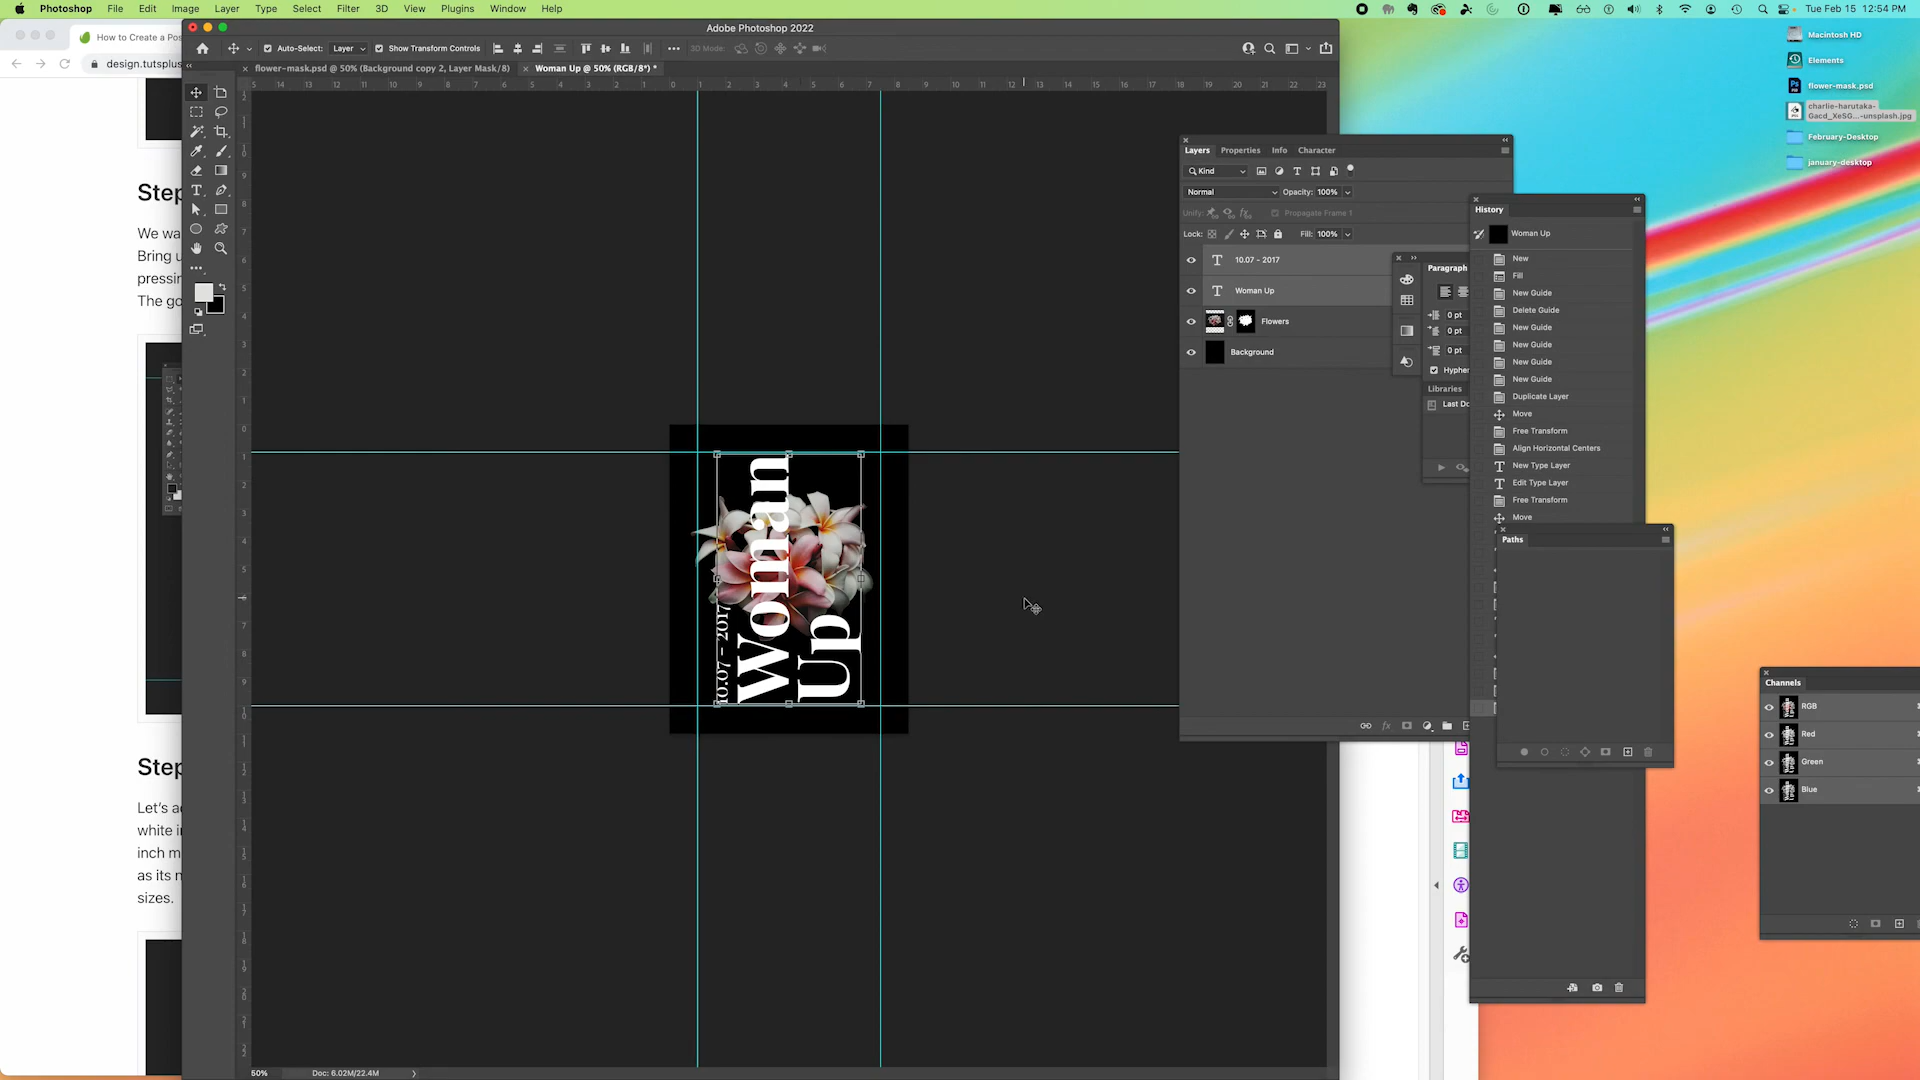 Photoshop File Edit Image Layer Type Select Filter 3D View Plugins Window Help
Tue Feb 15 12:54 PM
How to Create a Pos
design.tutsplus
Adobe Photoshop 2022
Auto-Select: Layer Show Transform Controls
3D Mode:
flower-mask.psd @ 50% (Background copy 2, Layer Mask/8)
Woman Up @ 50% (RGB/8*) *
Step
We wa
Bring u
pressin
The go
Step
Let's ad
white in
inch m
as its n
sizes.
10.07 – 2017
Woman
Up
50%
Doc: 6.02M/22.4M
Layers Properties Info Character
Kind
Normal
Opacity: 100%
Unify:
Propagate Frame 1
Lock:
Fill: 100%
10.07 - 2017
Woman Up
Flowers
Background
Paragraph
0 pt
0 pt
0 pt
Hypher
Libraries
Last Do
History
Woman Up
New
Fill
New Guide
Delete Guide
New Guide
New Guide
New Guide
New Guide
Duplicate Layer
Move
Free Transform
Align Horizontal Centers
New Type Layer
Edit Type Layer
Free Transform
Move
Paths
Channels
RGB
Red
Green
Blue
Macintosh HD
Elements
flower-mask.psd
charlie-harutaka-
Gacd_XeSG...-unsplash.jpg
February-Desktop
january-desktop